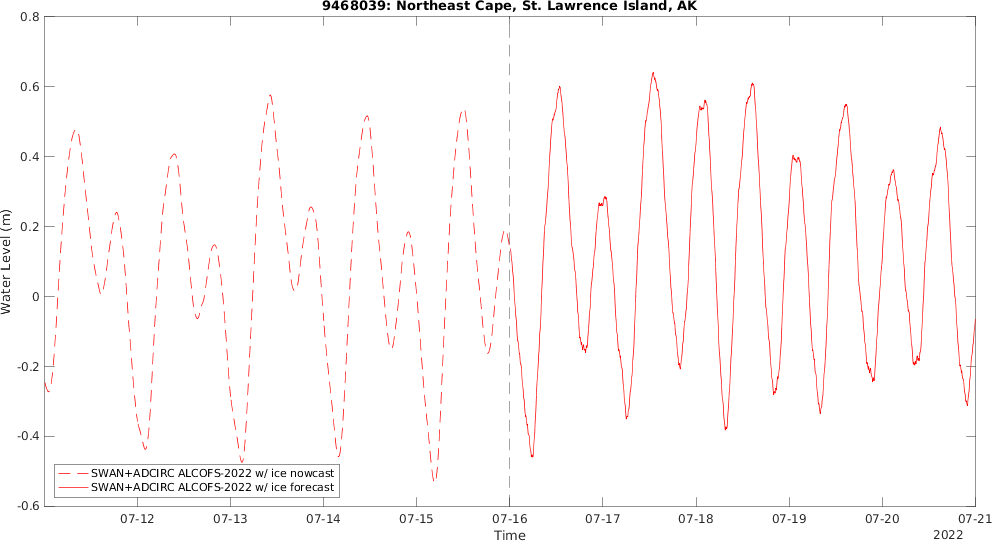 9468039: Northeast Cape, St. Lawrence Island, AK
0.8
0.6
0.4
0.2
0
-0.2
-0.4
-0.6
Water Level (m)
SWAN+ADCIRC ALCOFS-2022 w/ ice nowcast
SWAN+ADCIRC ALCOFS-2022 w/ ice forecast
07-12 07-13 07-14 07-15 07-16 07-17 07-18 07-19 07-20 07-21
Time
2022